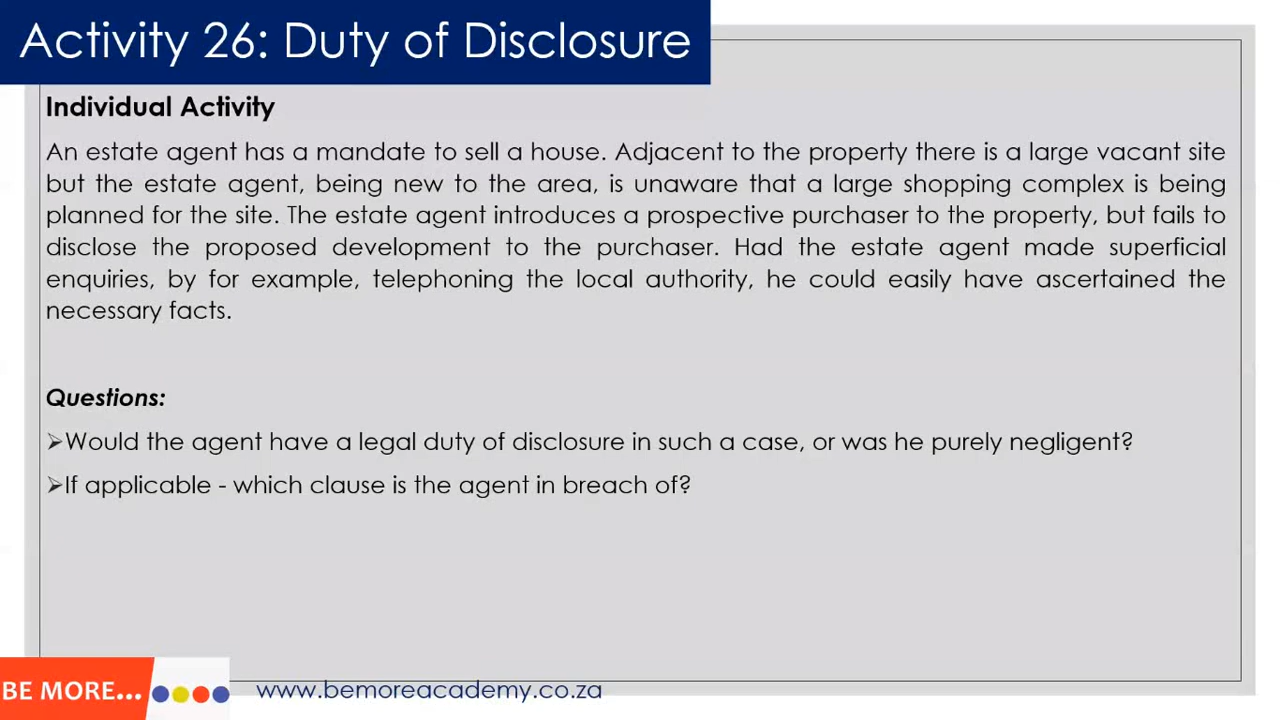 Activity 26: Duty of Disclosure
Individual Activity
An estate agent has a mandate to sell a house. Adjacent to the property there is a large vacant site
but the estate agent, being new to the area, is unaware that a large shopping complex is being
planned for the site. The estate agent introduces a prospective purchaser to the property, but fails to
disclose the proposed development to the purchaser. Had the estate agent made superficial
enquiries, by for example, telephoning the local authority, he could easily have ascertained the
necessary facts.
Questions:
➢Would the agent have a legal duty of disclosure in such a case, or was he purely negligent?
➢If applicable - which clause is the agent in breach of?
BE MORE...
www.bemoreacademy.co.za